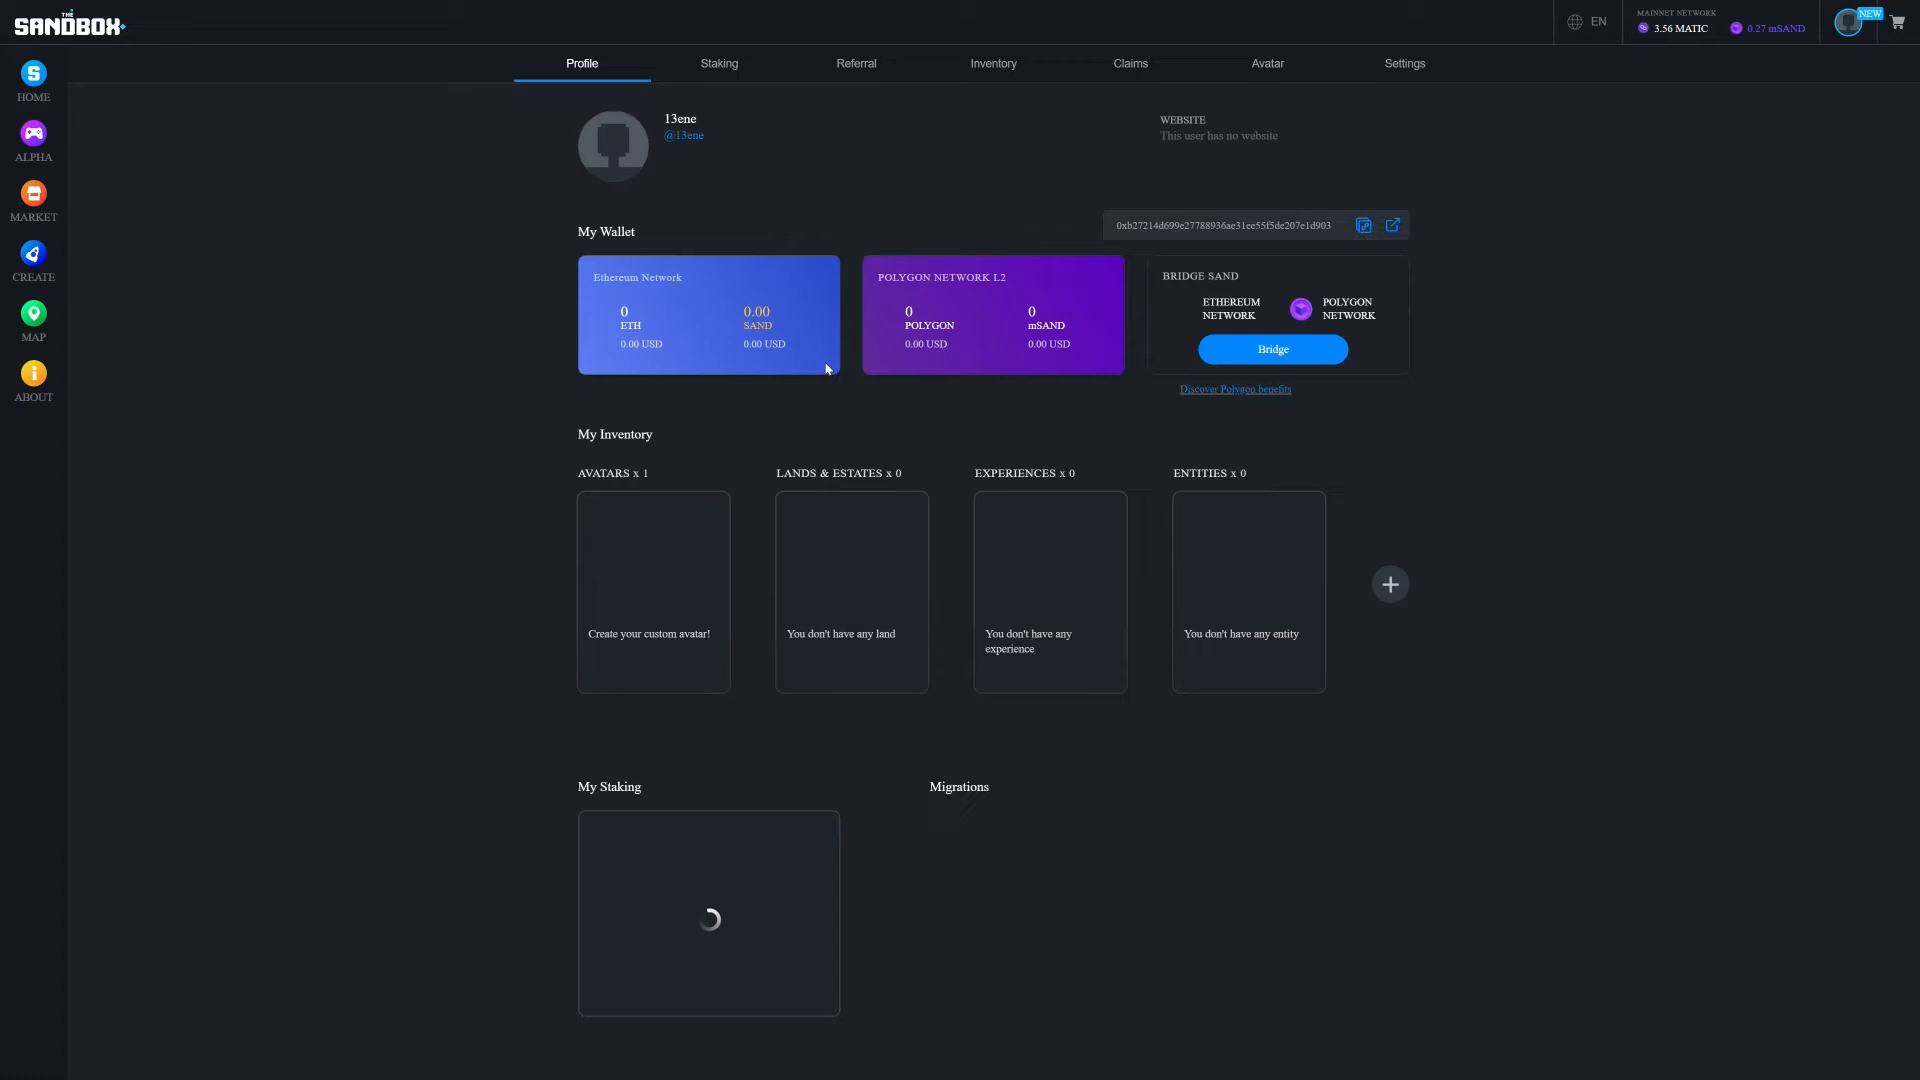 THE
SANDBOX
EN
MAINNET NETWORK
3.56 MATIC
0.27 mSAND
NEW
HOME
ALPHA
MARKET
CREATE
MAP
ABOUT
Profile
Staking
Referral
Inventory
Claims
Avatar
Settings
13ene
@13ene
WEBSITE
This user has no website
My Wallet
0xb27214d699e27788936ae31ee55f5de207e1d903
Ethereum Network
0
ETH
0.00 USD
0.00
SAND
0.00 USD
POLYGON NETWORK L2
0
POLYGON
0.00 USD
0
mSAND
0.00 USD
BRIDGE SAND
ETHEREUM
NETWORK
POLYGON
NETWORK
Bridge
Discover Polygon benefits
My Inventory
AVATARS x 1
Create your custom avatar!
LANDS & ESTATES x 0
You don't have any land
EXPERIENCES x 0
You don't have any
experience
ENTITIES x 0
You don't have any entity
My Staking
Migrations